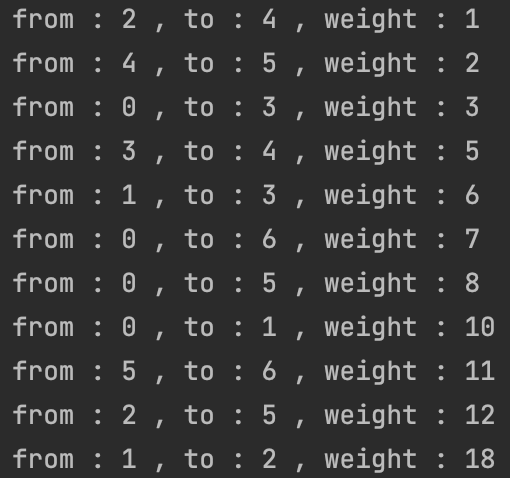 from : 2 , to : 4 , weight : 1
from : 4 , to : 5 , weight : 2
from : 0 , to : 3 , weight : 3
from : 3 , to : 4 , weight : 5
from : 1 , to : 3 , weight : 6
from : 0 , to : 6 , weight : 7
from : 0 , to : 5 , weight : 8
from : 0 , to : 1 , weight : 10
from : 5 , to : 6 , weight : 11
from : 2 , to : 5 , weight : 12
from : 1 , to : 2 , weight : 18